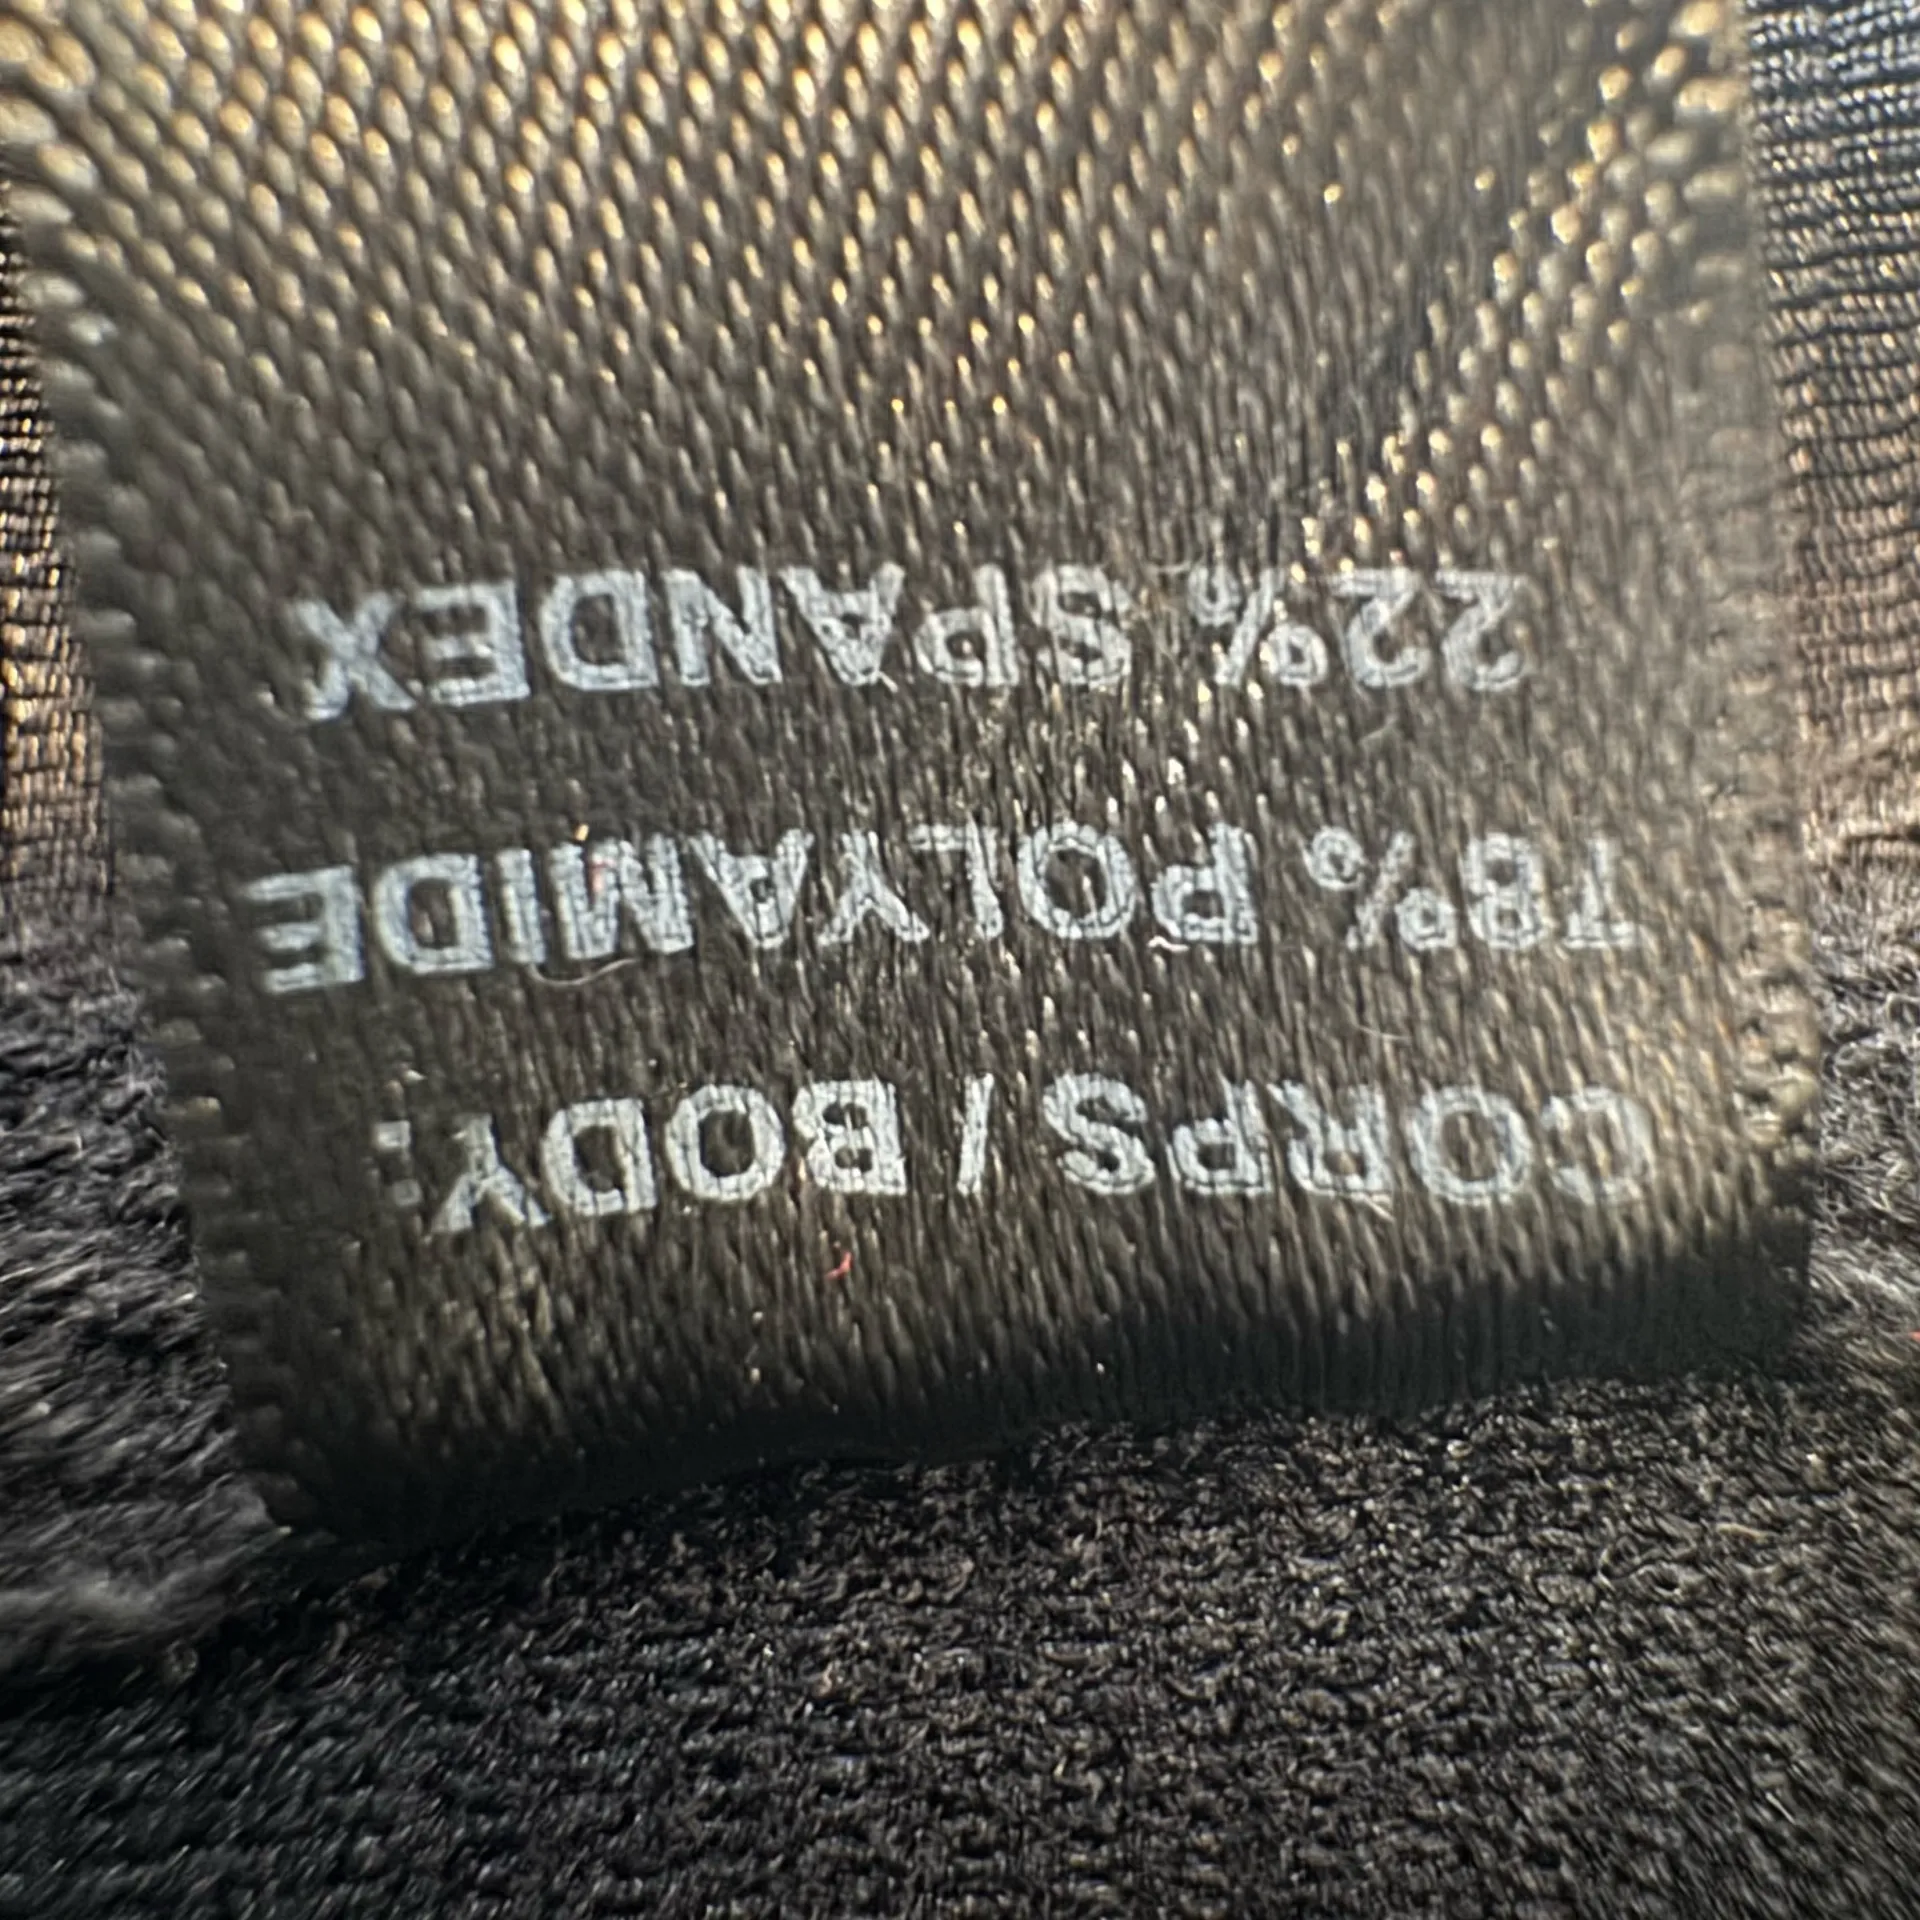 CORPS / BODY:
78% POLYAMIDE
22% SPANDEX